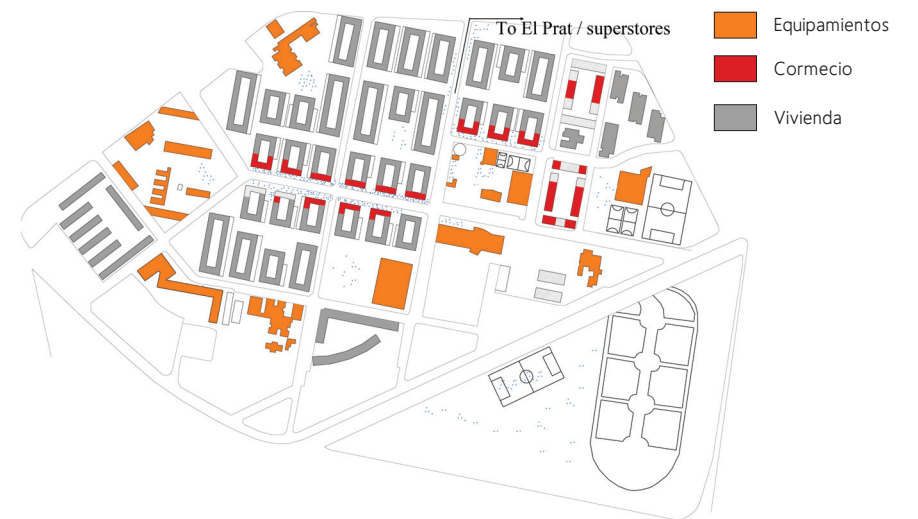 To El Prat / superstores
Equipamientos
Cormecio
Vivienda